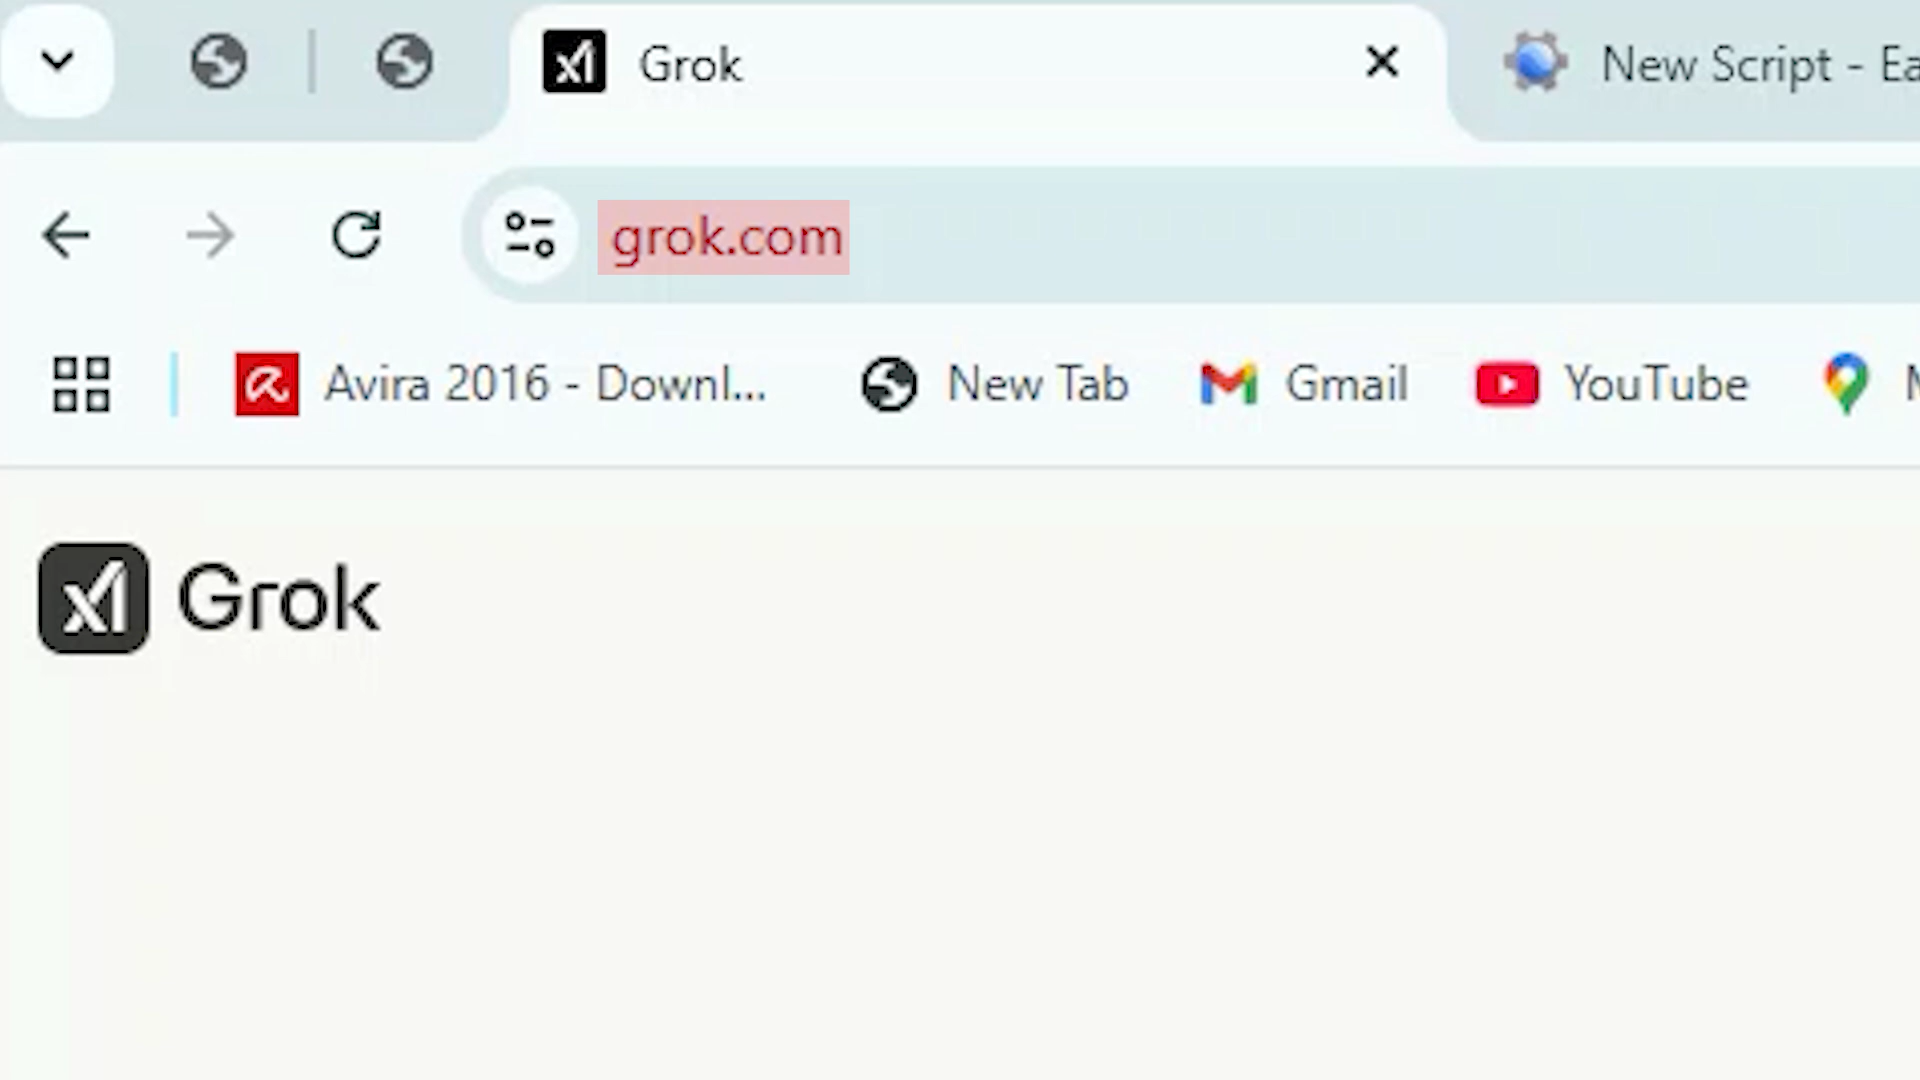 Grok
New Script - Ea
grok.com
Avira 2016 - Downl...
New Tab
Gmail
YouTube
M
Grok